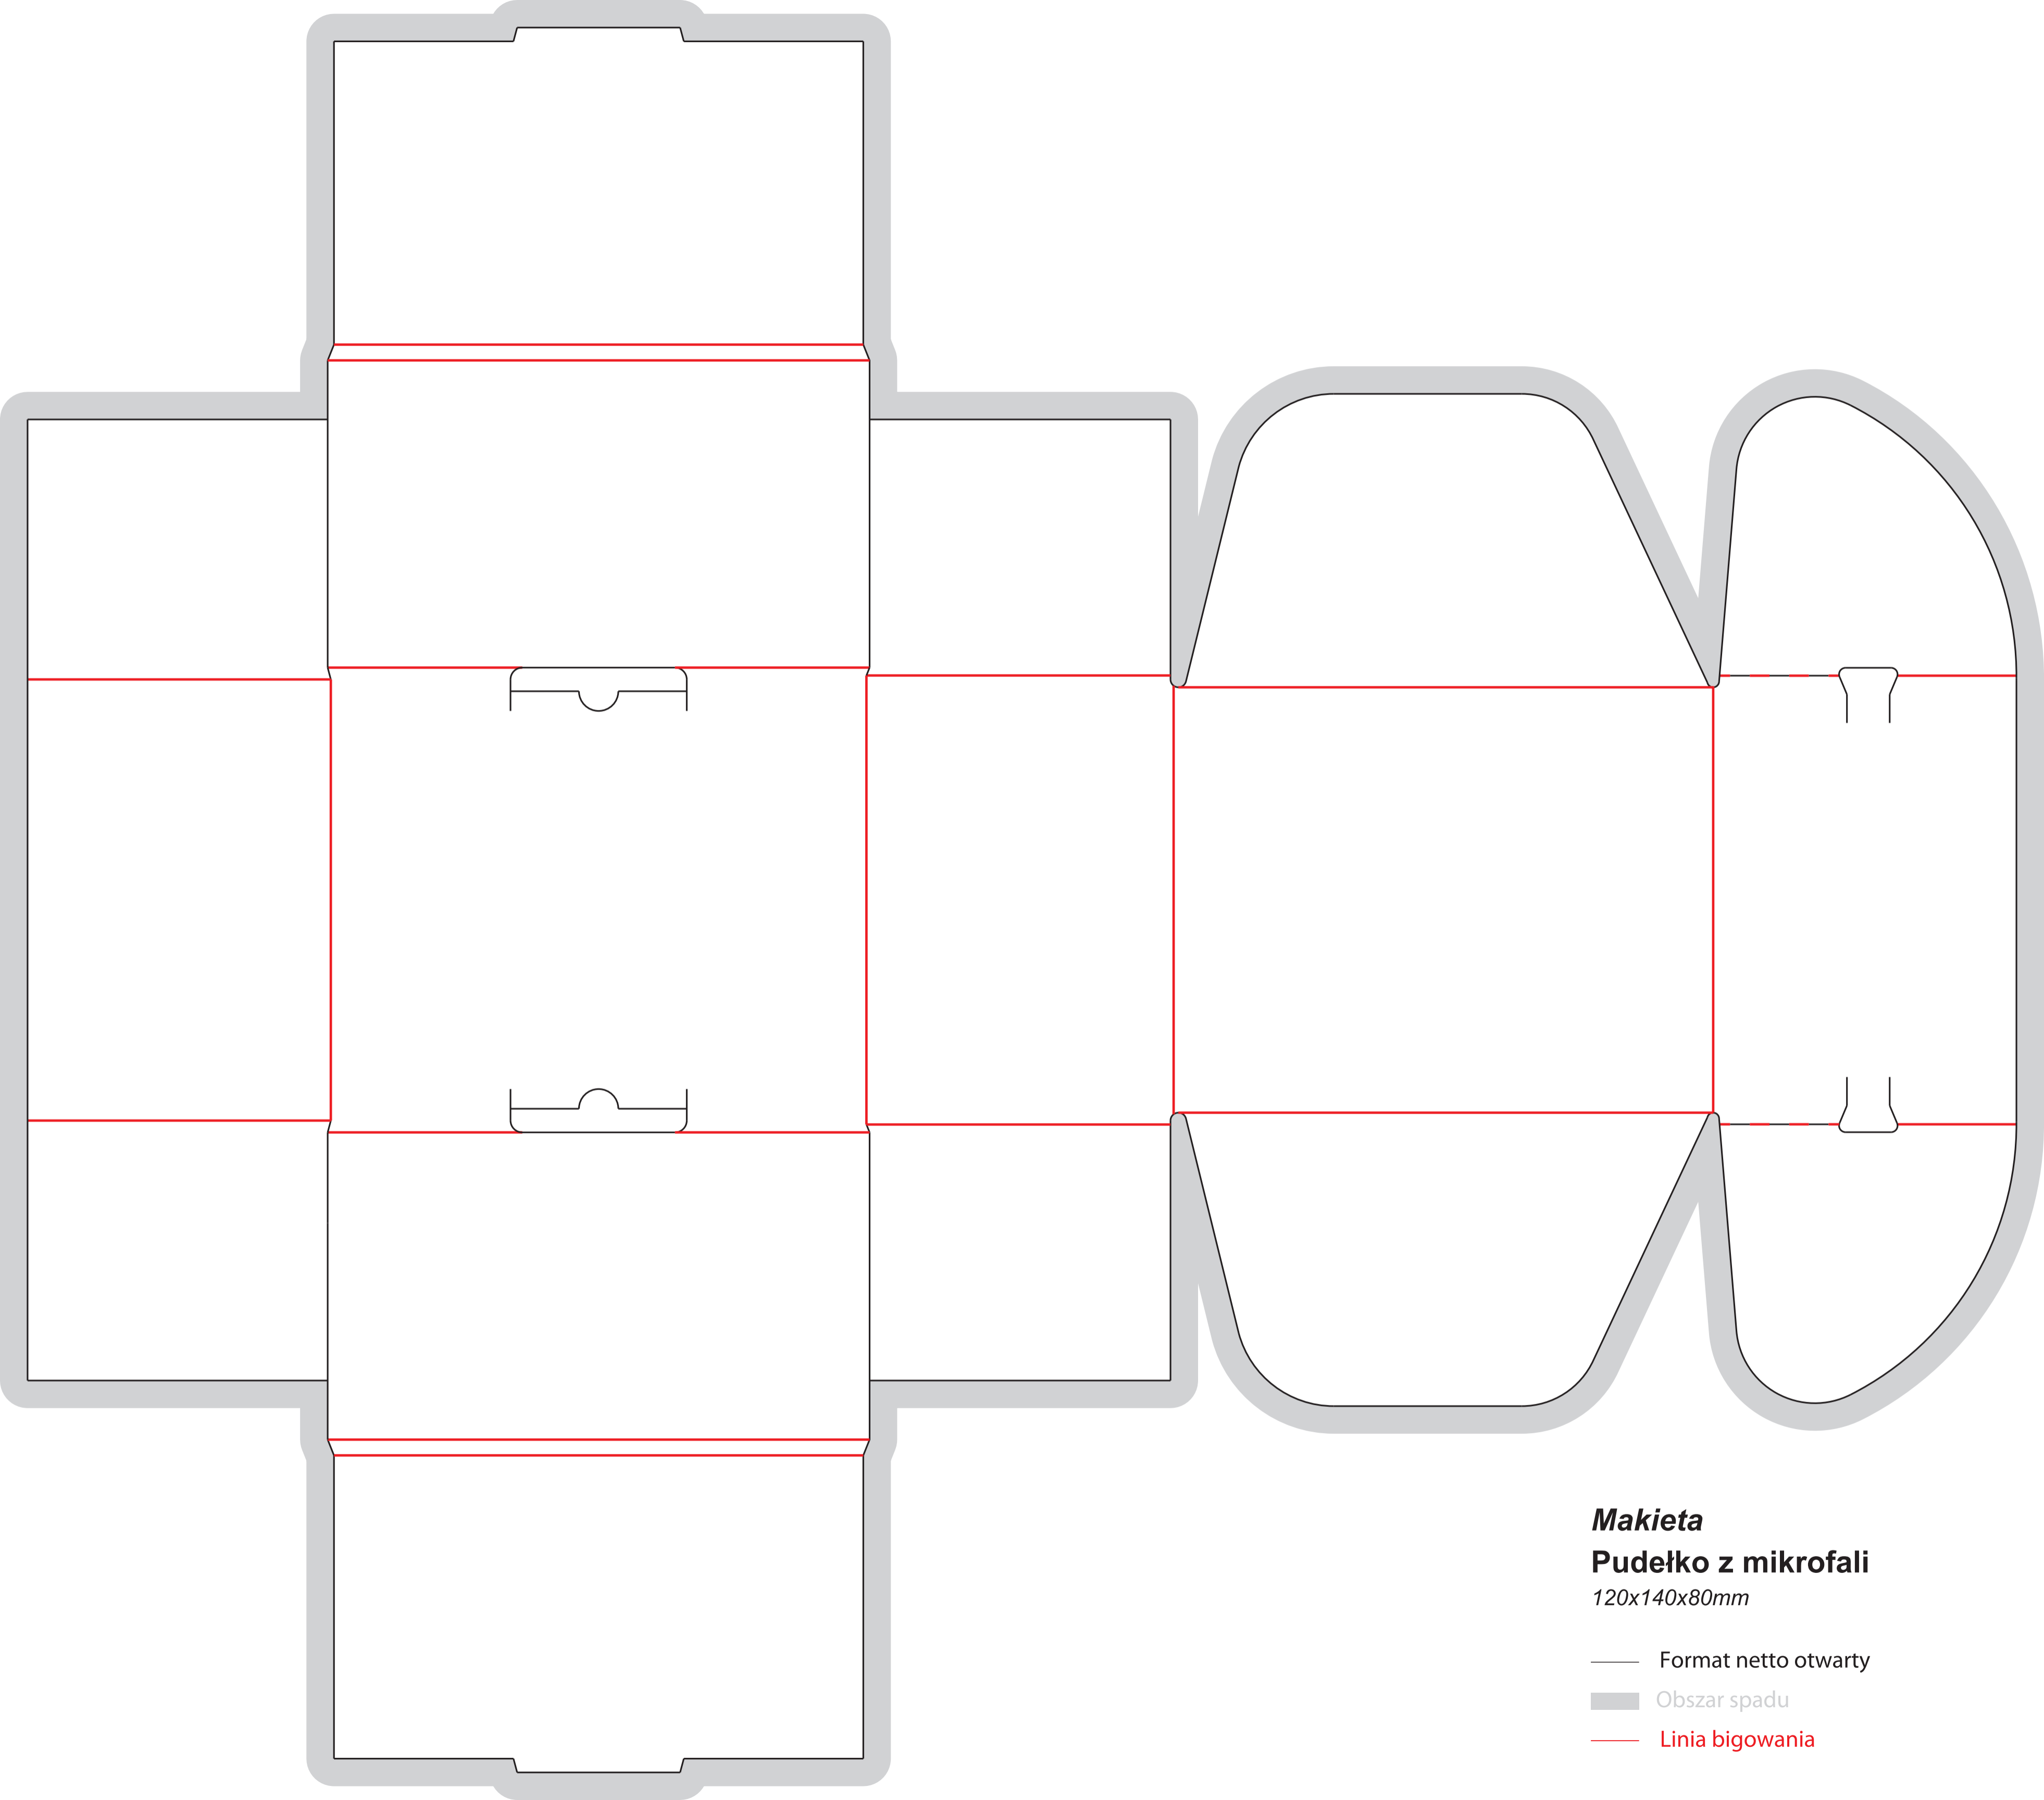 Makieta
Pudełko z mikrofali
120x140x80mm
Format netto otwarty
Obszar spadu
Linia bigowania